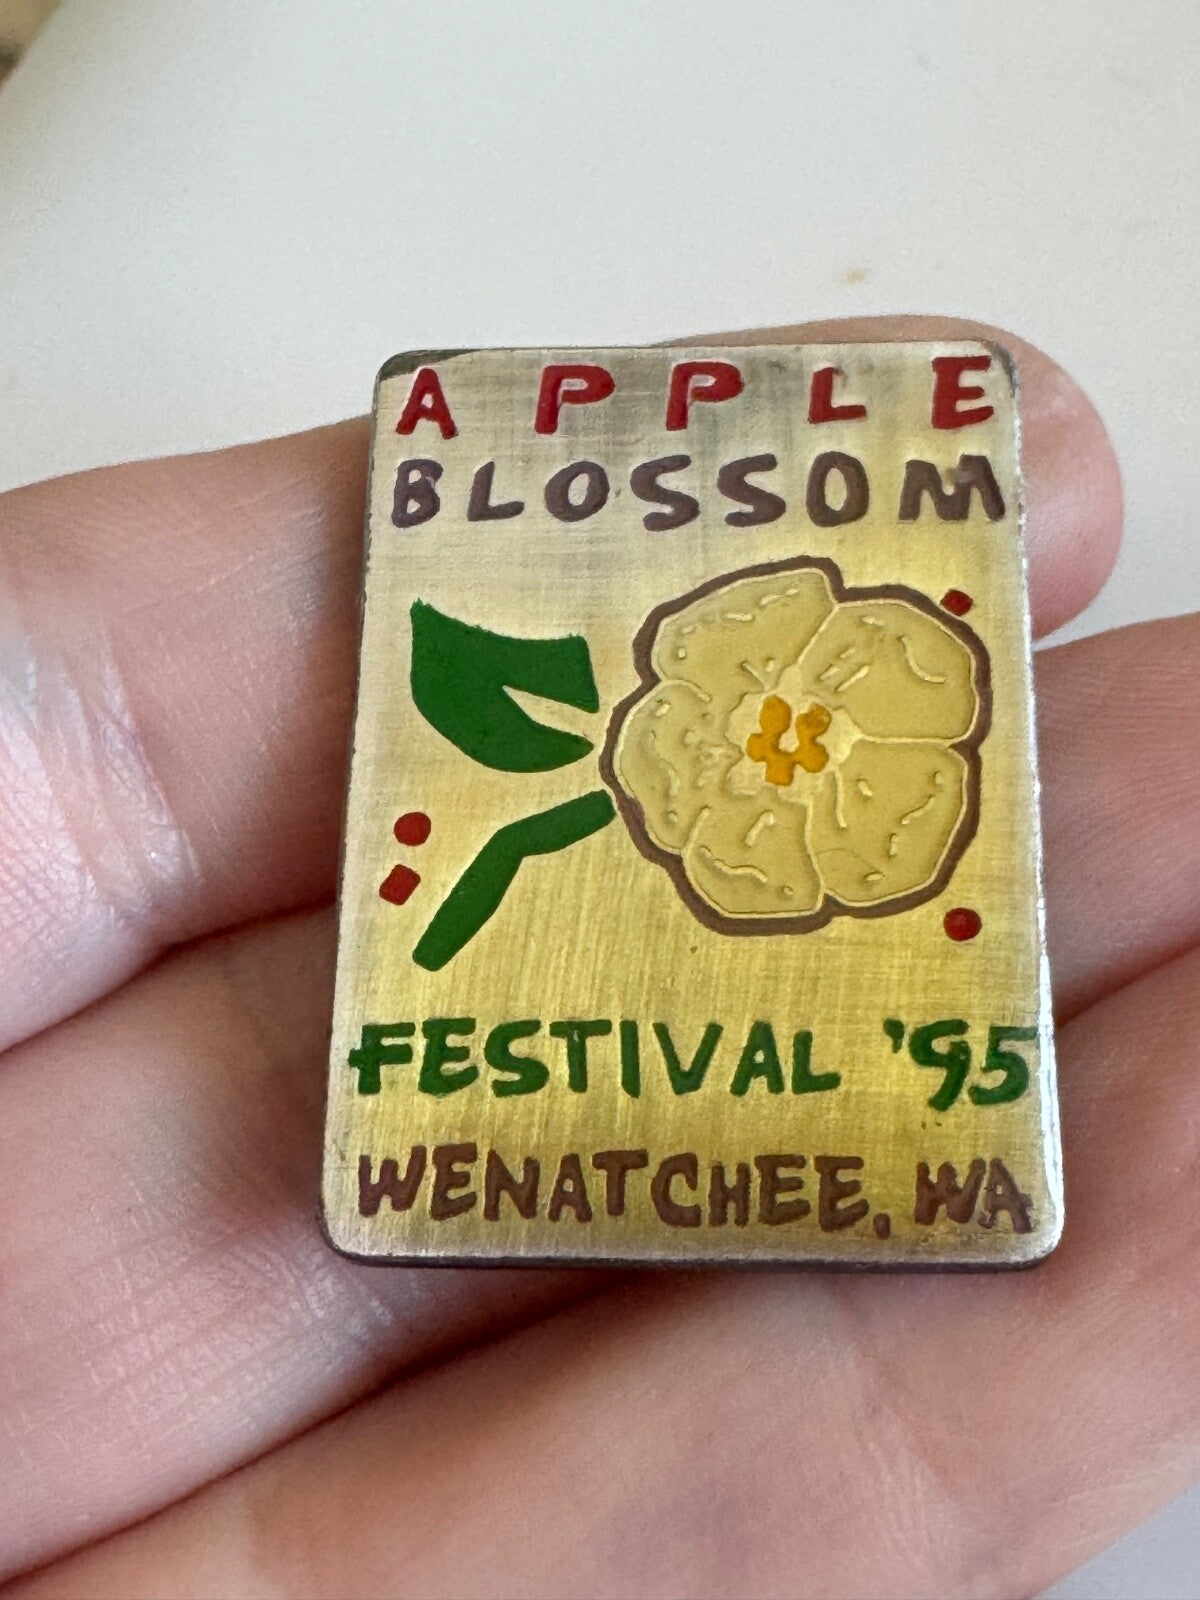 APPLE
BLOSSOM
FESTIVAL '95
WENATCHEE, WA